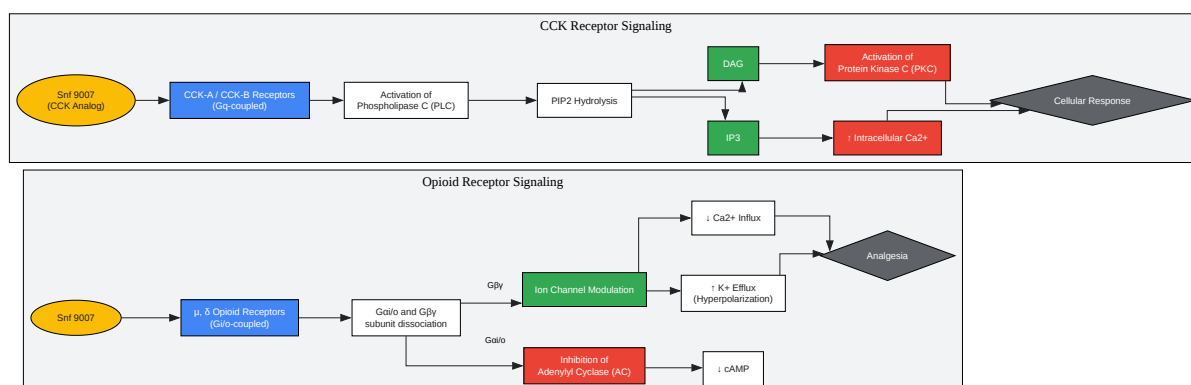 CCK Receptor Signaling
Snf 9007
(CCK Analog)
CCK-A / CCK-B Receptors
(Gq-coupled)
Activation of
Phospholipase C (PLC)
PIP2 Hydrolysis
DAG
Activation of
Protein Kinase C (PKC)
IP3
↑ Intracellular Ca2+
Cellular Response
Opioid Receptor Signaling
Snf 9007
μ, δ Opioid Receptors
(Gi/o-coupled)
Gαi/o and Gβγ
subunit dissociation
Gβγ
Ion Channel Modulation
↓ Ca2+ Influx
↑ K+ Efflux
(Hyperpolarization)
Analgesia
Gαi/o
Inhibition of
Adenylyl Cyclase (AC)
↓ cAMP